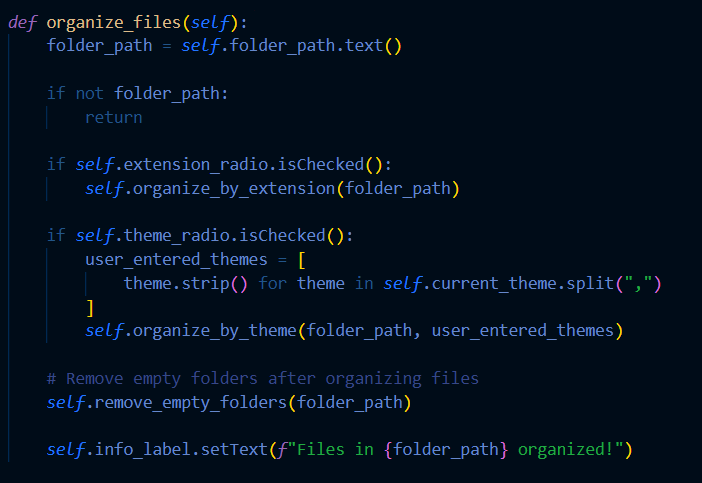 def organize_files(self):
    folder_path = self.folder_path.text()

    if not folder_path:
        return

    if self.extension_radio.isChecked():
        self.organize_by_extension(folder_path)

    if self.theme_radio.isChecked():
        user_entered_themes = [
            theme.strip() for theme in self.current_theme.split(",")
        ]
        self.organize_by_theme(folder_path, user_entered_themes)

    # Remove empty folders after organizing files
    self.remove_empty_folders(folder_path)

    self.info_label.setText(f"Files in {folder_path} organized!")